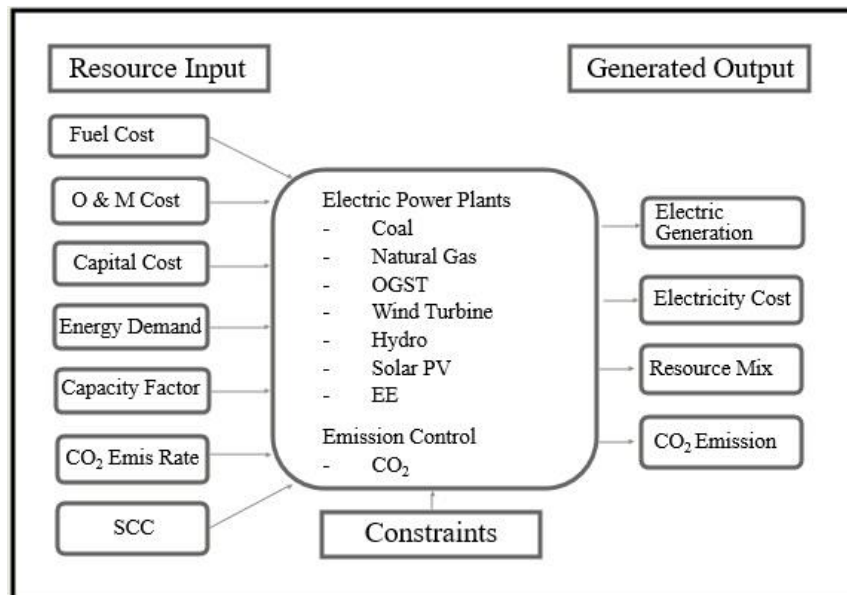 Resource Input
Generated Output
Fuel Cost
O & M Cost
Capital Cost
Energy Demand
Capacity Factor
CO₂ Emis Rate
SCC
Electric Power Plants
- Coal
- Natural Gas
- OGST
- Wind Turbine
- Hydro
- Solar PV
- EE
Emission Control
- CO₂
Constraints
Electric
Generation
Electricity Cost
Resource Mix
CO₂ Emission